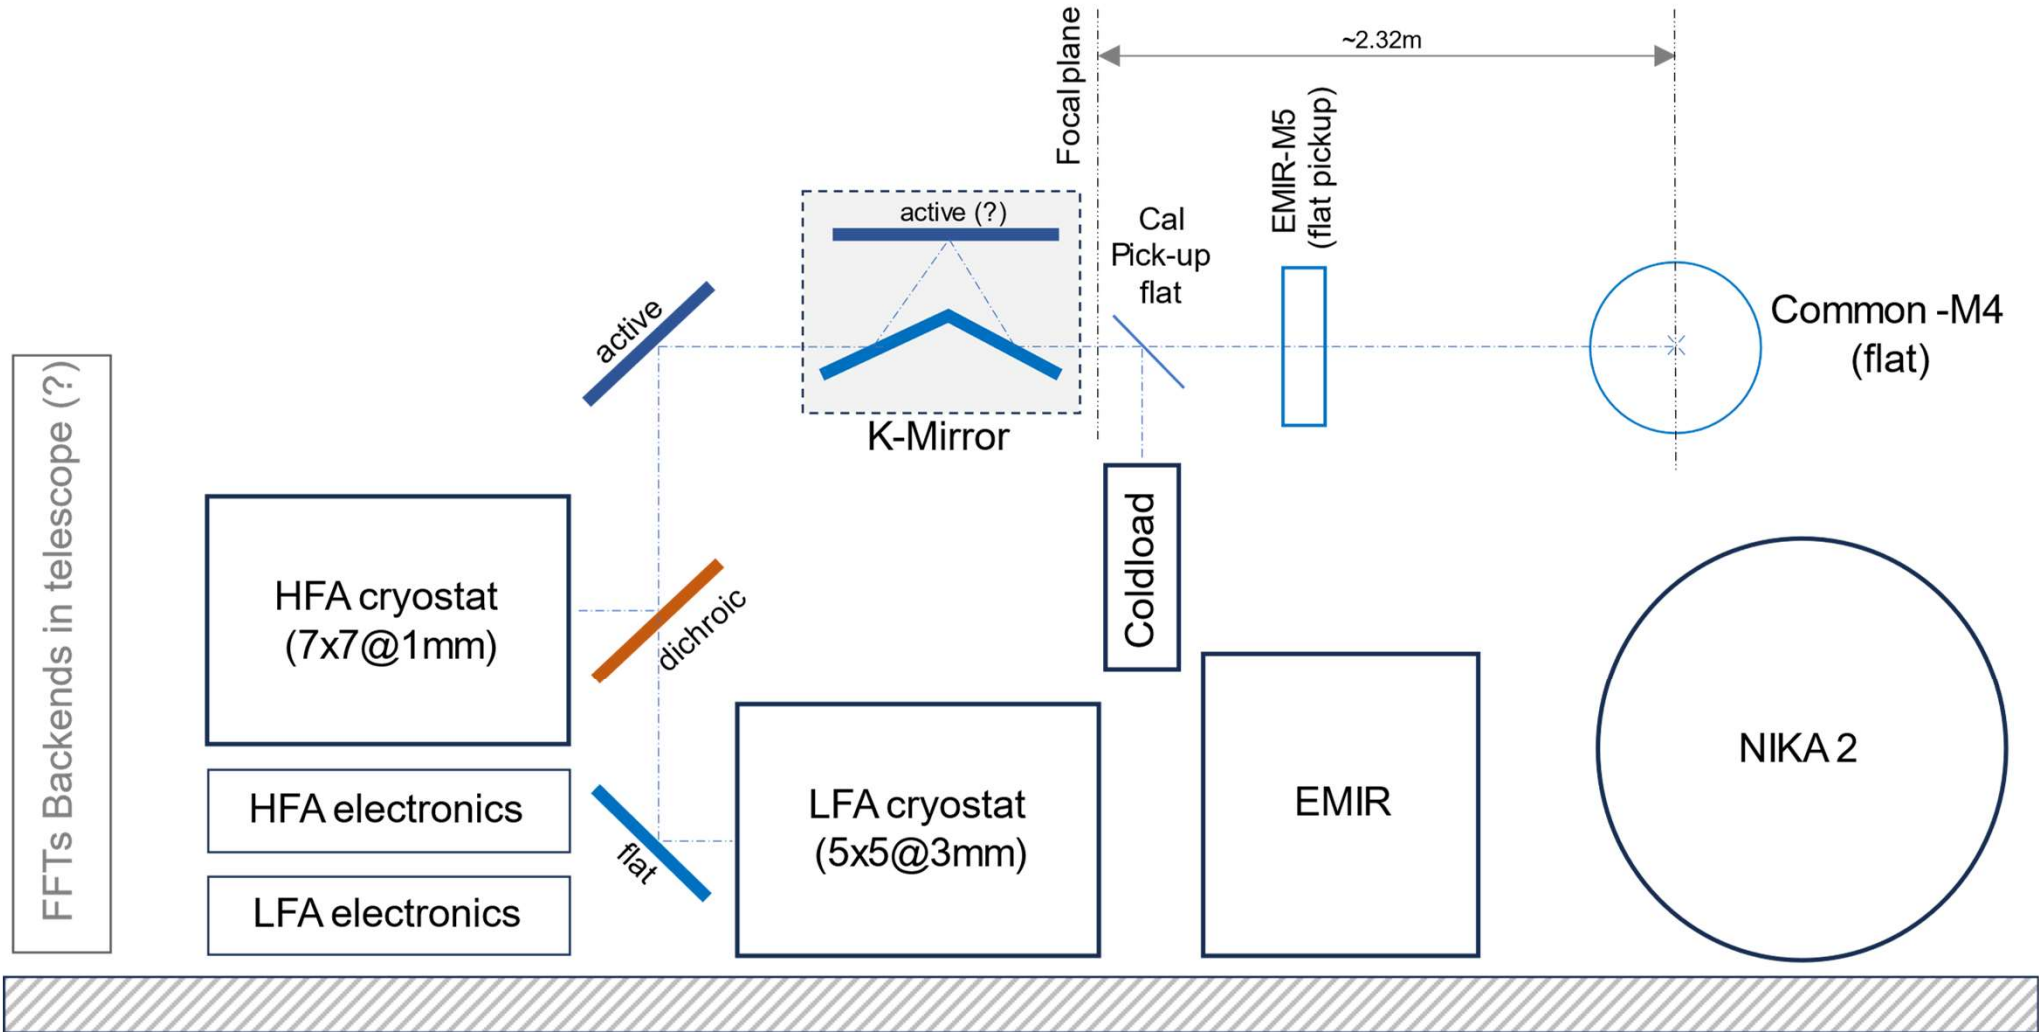 ~2.32m
Focal plane
EMIR-M5
(flat pickup)
active (?)
Cal
Pick-up
flat
active
Common -M4
(flat)
K-Mirror
FFTs Backends in telescope (?)
HFA cryostat
(7x7@1mm)
dichroic
Coldload
HFA electronics
LFA electronics
flat
LFA cryostat
(5x5@3mm)
EMIR
NIKA 2